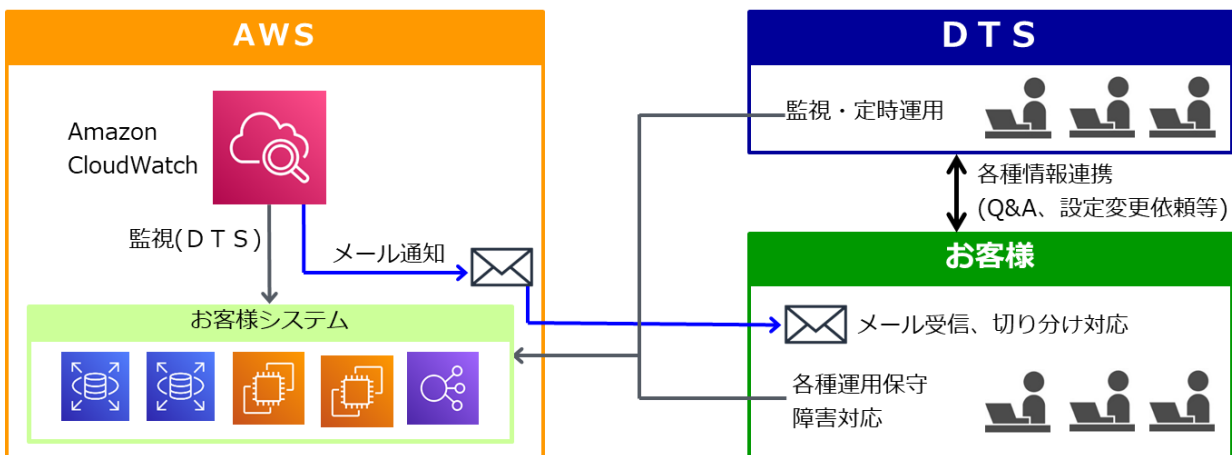 AWS
Amazon
CloudWatch
監視(ＤＴＳ)
メール通知
お客様システム
ＤＴＳ
監視・定時運用
各種情報連携
(Q&A、設定変更依頼等)
お客様
メール受信、切り分け対応
各種運用保守
障害対応